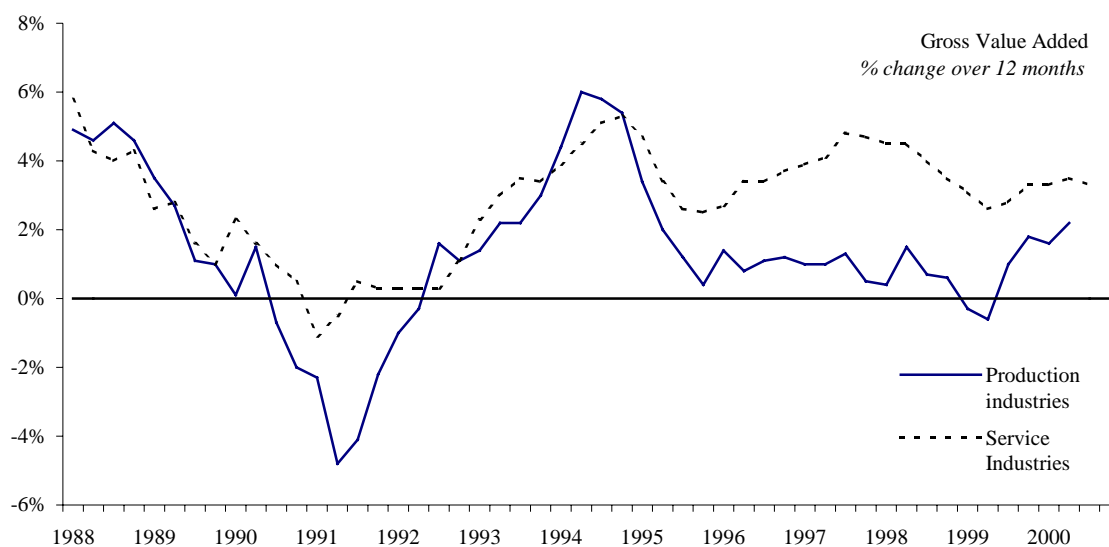 8%
Gross Value Added
% change over 12 months
6%
4%
2%
0%
-2%
Production
industries
-4%
Service
Industries
-6%
1988 1989 1990 1991 1992 1993 1994 1995 1996 1997 1998 1999 2000